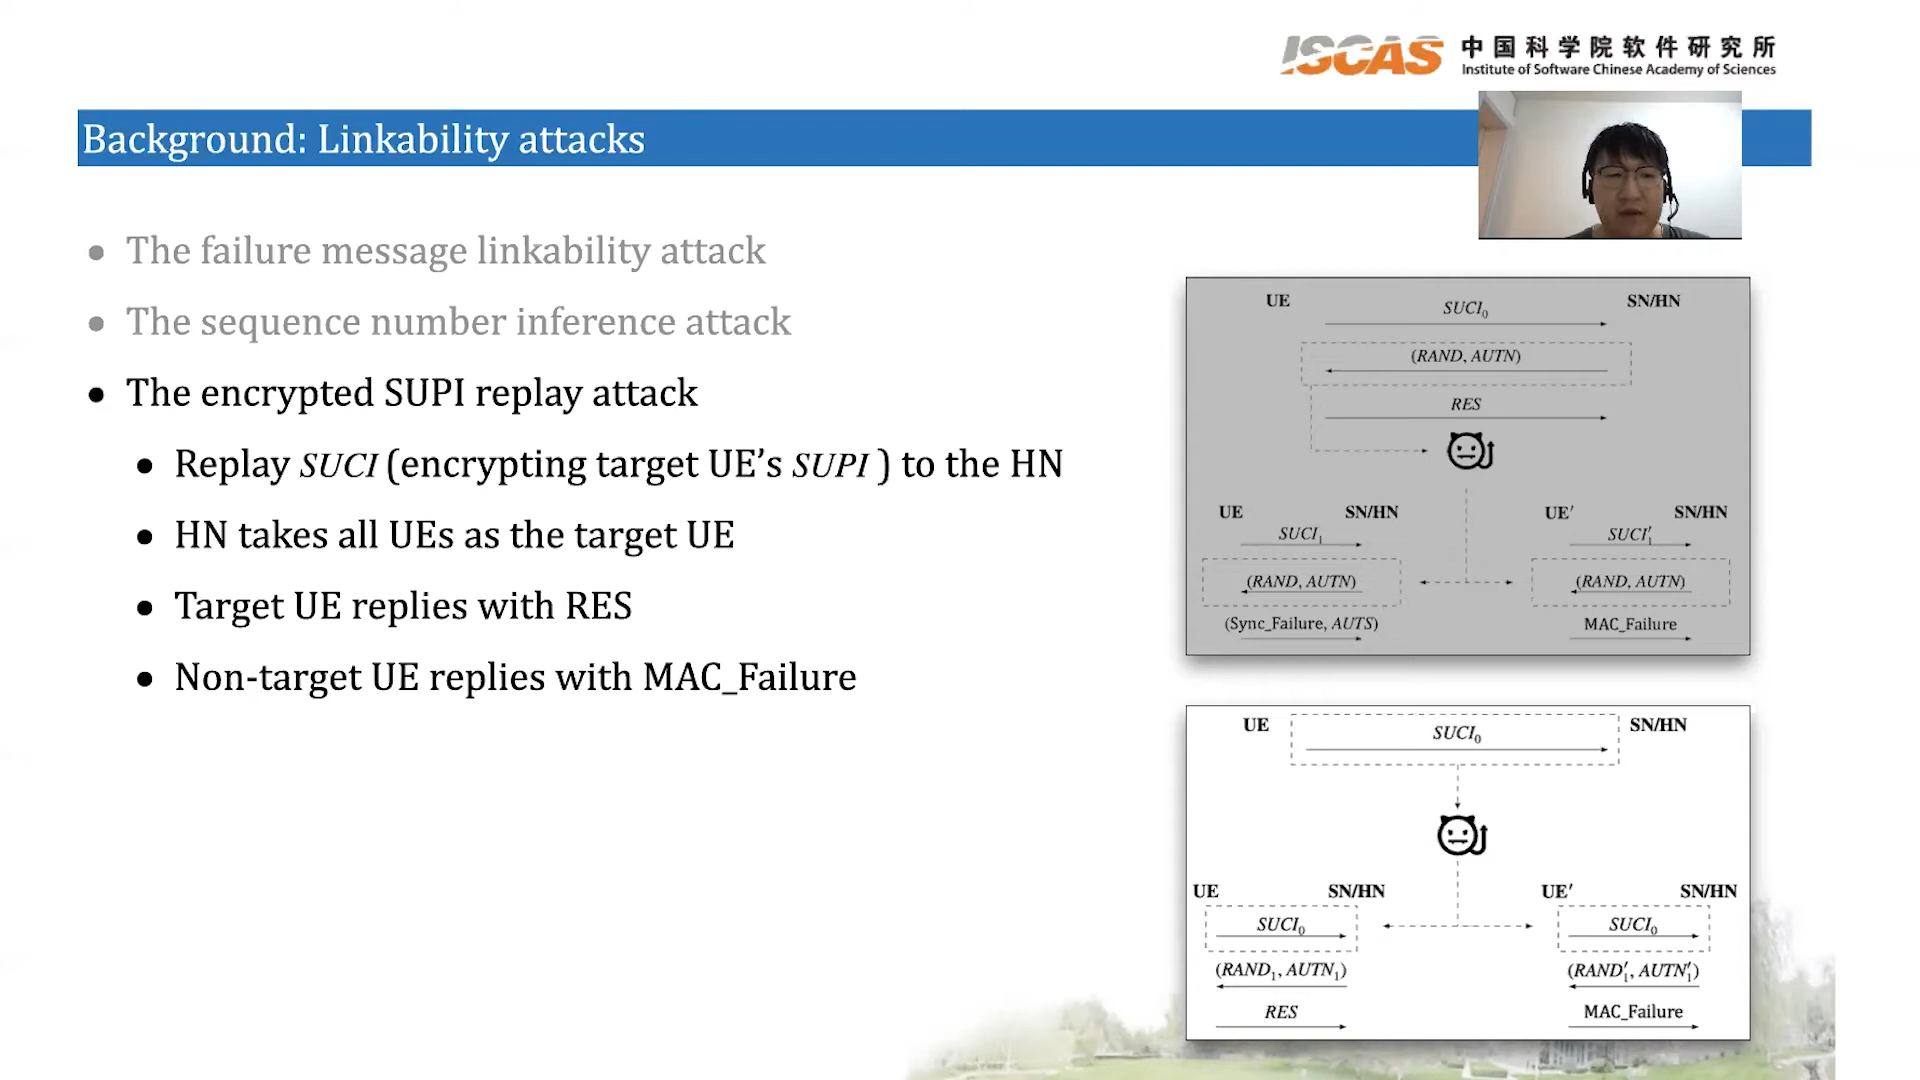 ISCAS 中国科学院软件研究所
Institute of Software Chinese Academy of Sciences
Background: Linkability attacks
• The failure message linkability attack
• The sequence number inference attack
• The encrypted SUPI replay attack
• Replay SUCI (encrypting target UE's SUPI ) to the HN
• HN takes all UEs as the target UE
• Target UE replies with RES
• Non-target UE replies with MAC_Failure
UE SN/HN
SUCI₀
(RAND, AUTN)
RES
UE SN/HN UE′ SN/HN
SUCI₁ SUCI′₁
(RAND, AUTN) (RAND, AUTN)
(Sync_Failure, AUTS) MAC_Failure
UE SN/HN
SUCI₀
UE SN/HN UE′ SN/HN
SUCI₀ SUCI₀
(RAND₁, AUTN₁) (RAND′₁, AUTN′₁)
RES MAC_Failure